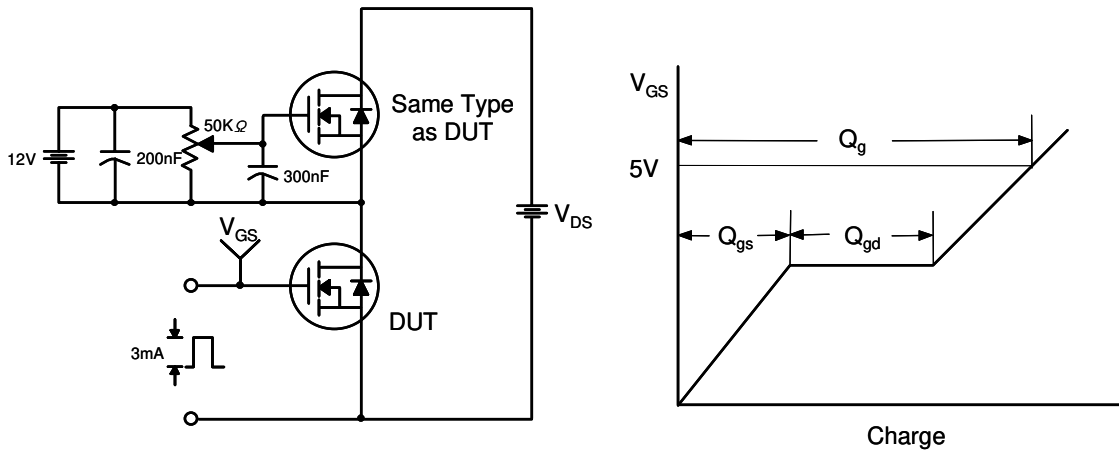 12V
200nF
50KΩ
300nF
Same Type
as DUT
V_DS
V_GS
DUT
3mA
V_GS
Q_g
5V
Q_gs
Q_gd
Charge